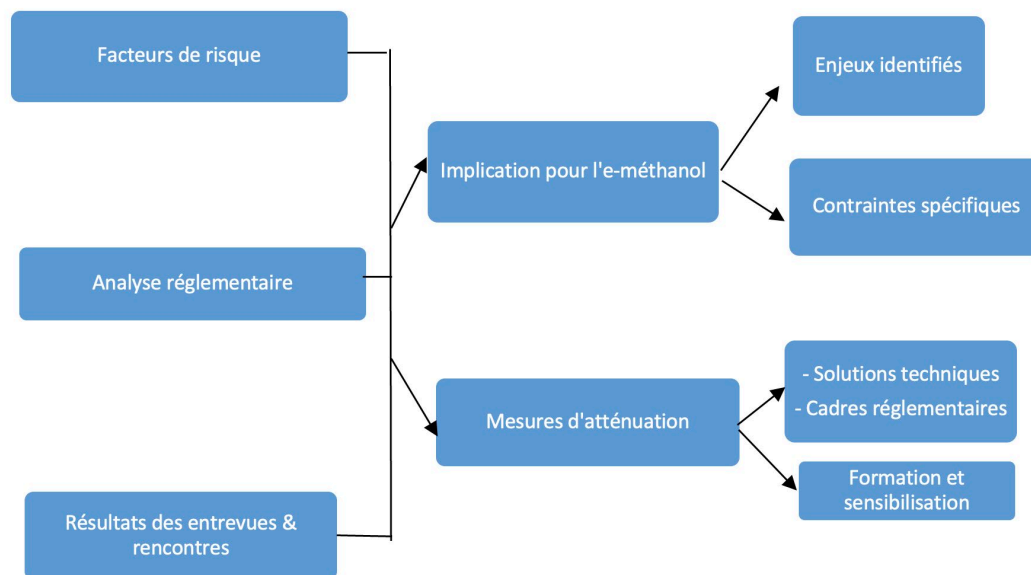 Facteurs de risque
Analyse réglementaire
Résultats des entrevues &
rencontres
Implication pour l'e-méthanol
Mesures d'atténuation
Enjeux identifiés
Contraintes spécifiques
- Solutions techniques
- Cadres réglementaires
Formation et
sensibilisation